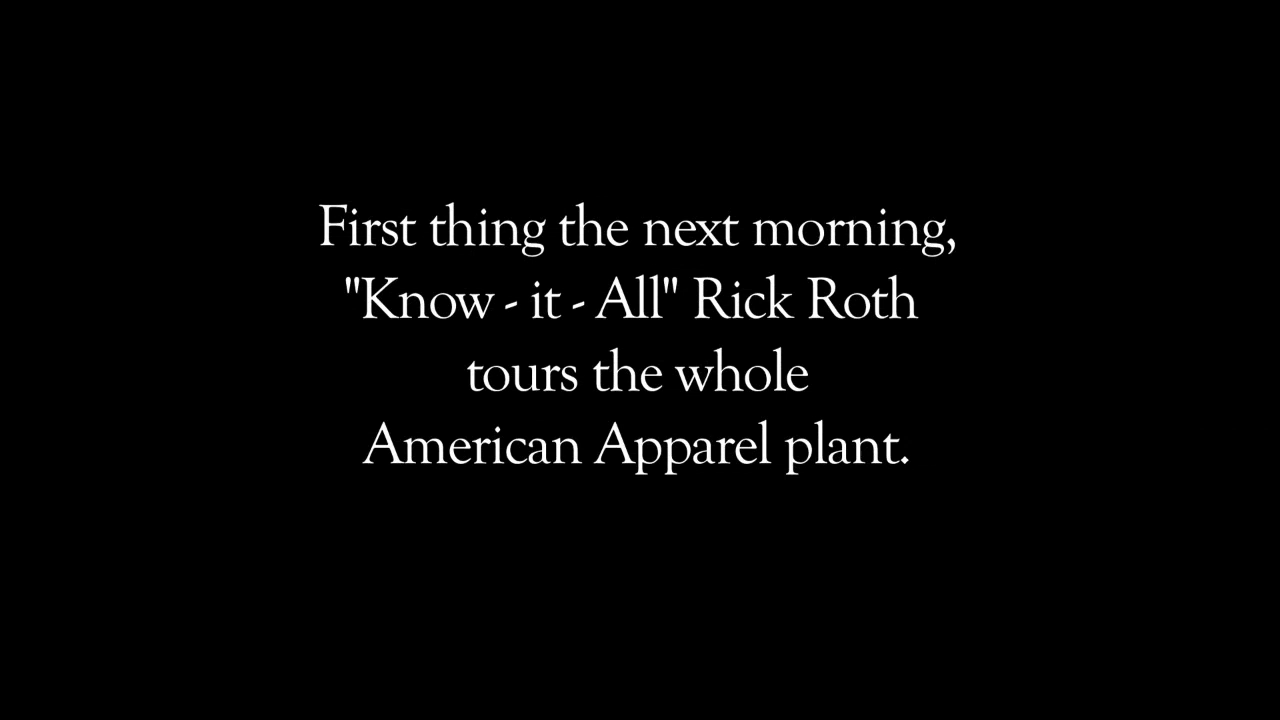 First thing the next morning,
"Know - it - All" Rick Roth
tours the whole
American Apparel plant.